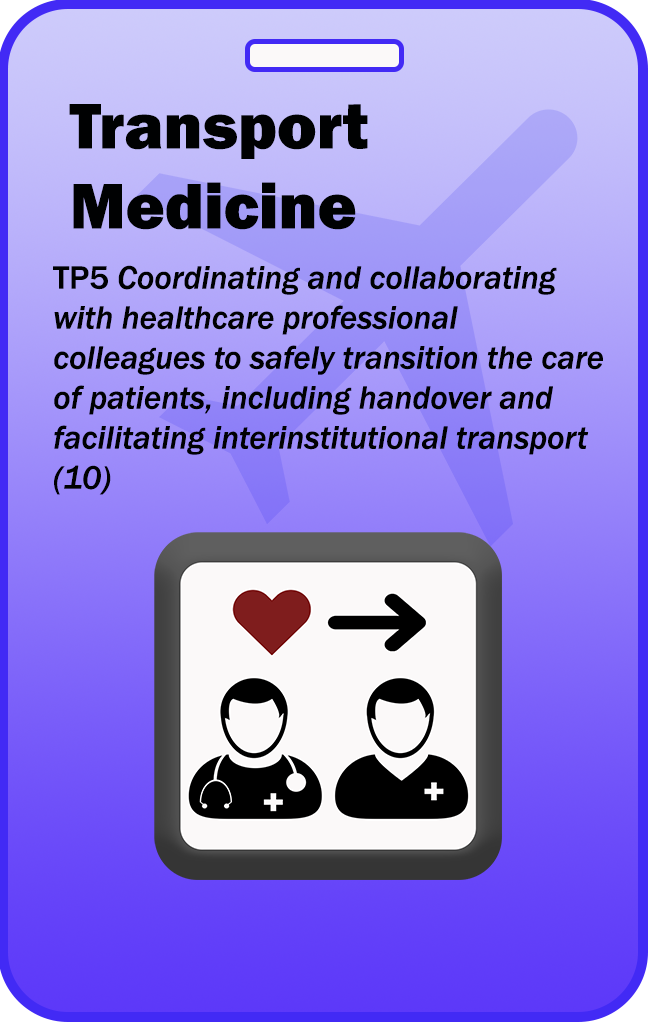 Transport
Medicine
TP5 Coordinating and collaborating
with healthcare professional
colleagues to safely transition the care
of patients, including handover and
facilitating interinstitutional transport
(10)